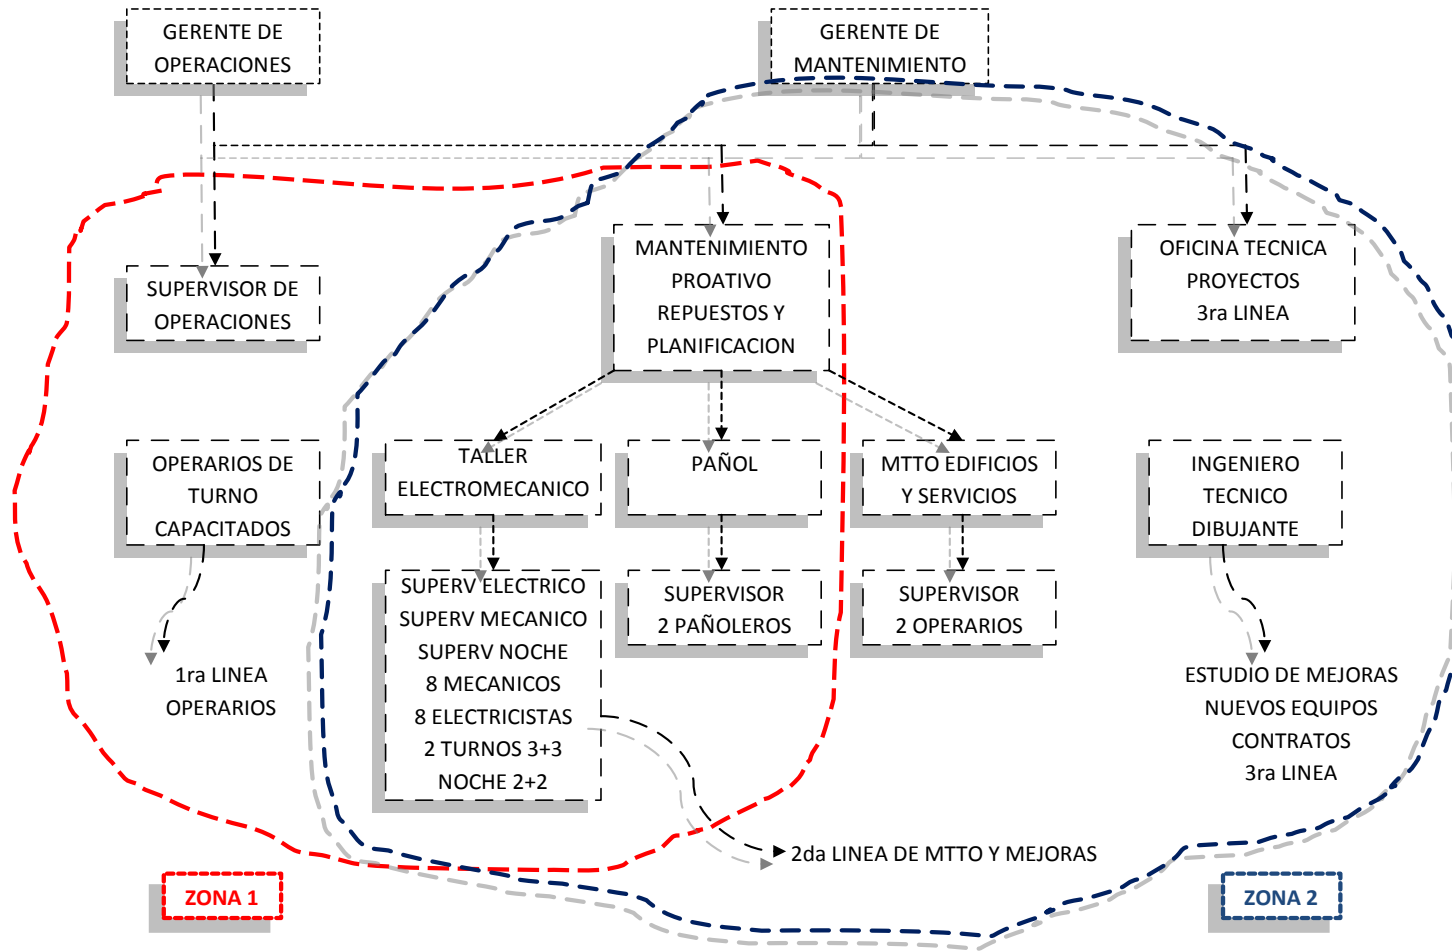 GERENTE DE
OPERACIONES
GERENTE DE
MANTENIMIENTO
SUPERVISOR DE
OPERACIONES
MANTENIMIENTO
PROATIVO
REPUESTOS Y
PLANIFICACION
OFICINA TECNICA
PROYECTOS
3ra LINEA
OPERARIOS DE
TURNO
CAPACITADOS
TALLER
ELECTROMECANICO
PAÑOL
MTTO EDIFICIOS
Y SERVICIOS
INGENIERO
TECNICO
DIBUJANTE
1ra LINEA
OPERARIOS
SUPERV ELECTRICO
SUPERV MECANICO
SUPERV NOCHE
8 MECANICOS
8 ELECTRICISTAS
2 TURNOS 3+3
NOCHE 2+2
SUPERVISOR
2 PAÑOLEROS
SUPERVISOR
2 OPERARIOS
ESTUDIO DE MEJORAS
NUEVOS EQUIPOS
CONTRATOS
3ra LINEA
2da LINEA DE MTTO Y MEJORAS
ZONA 1
ZONA 2